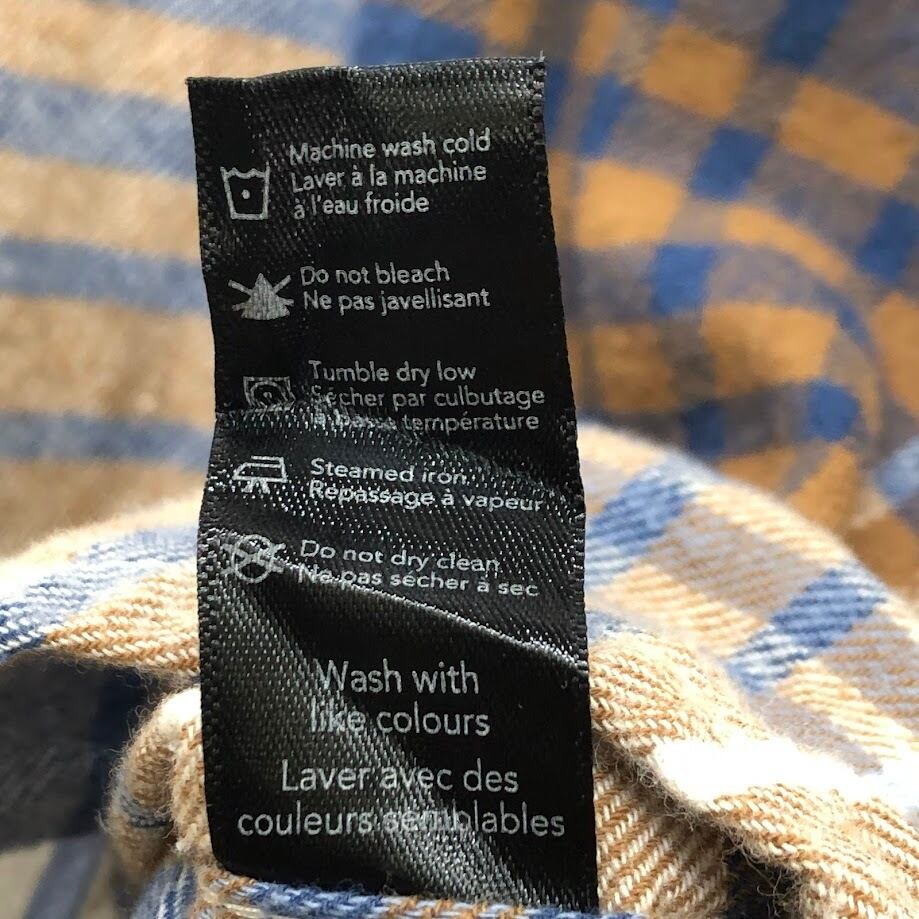 Machine wash cold
Laver à la machine
à l'eau froide
Do not bleach
Ne pas javellisant
Tumble dry low
Sécher par culbutage
à basse température
Steamed iron
Repassage à vapeur
Do not dry clean
Ne pas sécher à sec
Wash with
like colours
Laver avec des
couleurs semblables